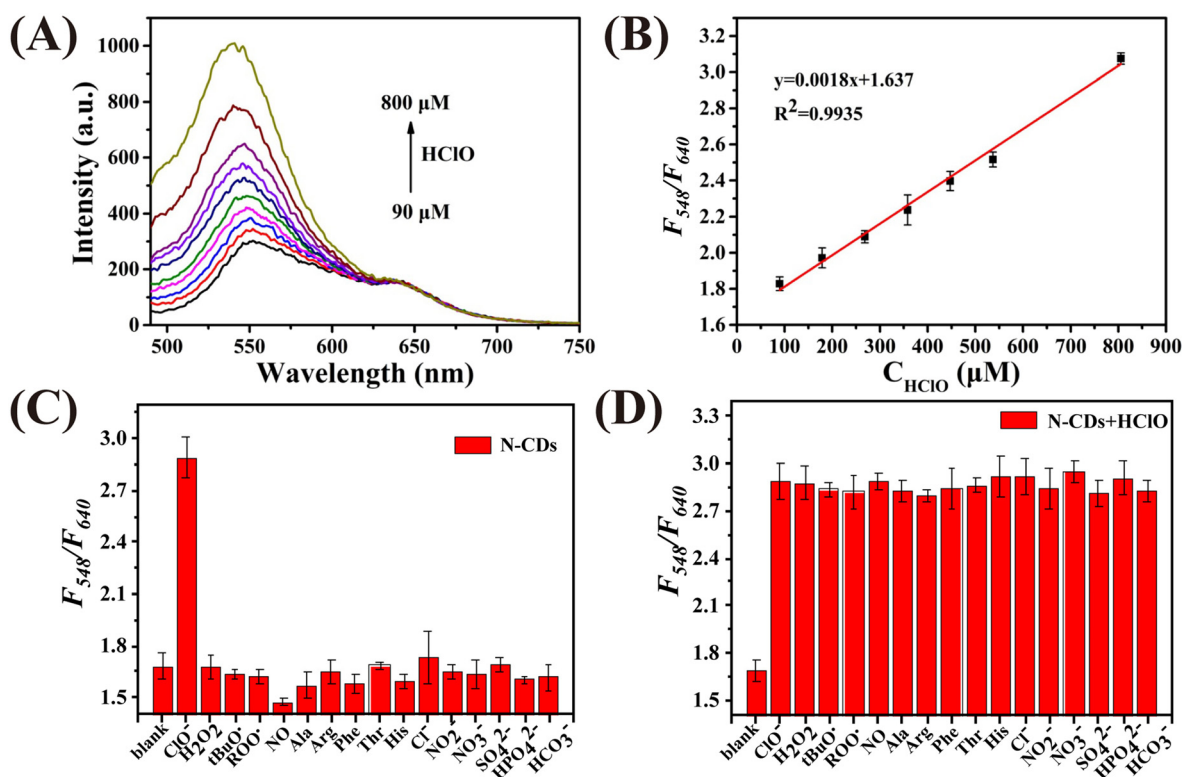 (A)
1000
800
600
400
200
0
Intensity (a.u.)
800 μM
HClO
90 μM
500 550 600 650 700 750
Wavelength (nm)
(B)
3.2
3.0
2.8
2.6
2.4
2.2
2.0
1.8
1.6
F548/F640
y=0.0018x+1.637
R²=0.9935
0 100 200 300 400 500 600 700 800 900
CHClO (μM)
(C)
3.0
2.7
2.4
2.1
1.8
1.5
F548/F640
N-CDs
blank ClO⁻ H2O2 tBuO· ROO· NO Ala Arg Phe Thr His Cl⁻ NO2⁻ NO3⁻ SO4²⁻ HPO4²⁻ HCO3⁻
(D)
3.3
3.0
2.7
2.4
2.1
1.8
1.5
F548/F640
N-CDs+HClO
blank ClO⁻ H2O2 tBuO· ROO· NO Ala Arg Phe Thr His Cl⁻ NO2⁻ NO3⁻ SO4²⁻ HPO4²⁻ HCO3⁻